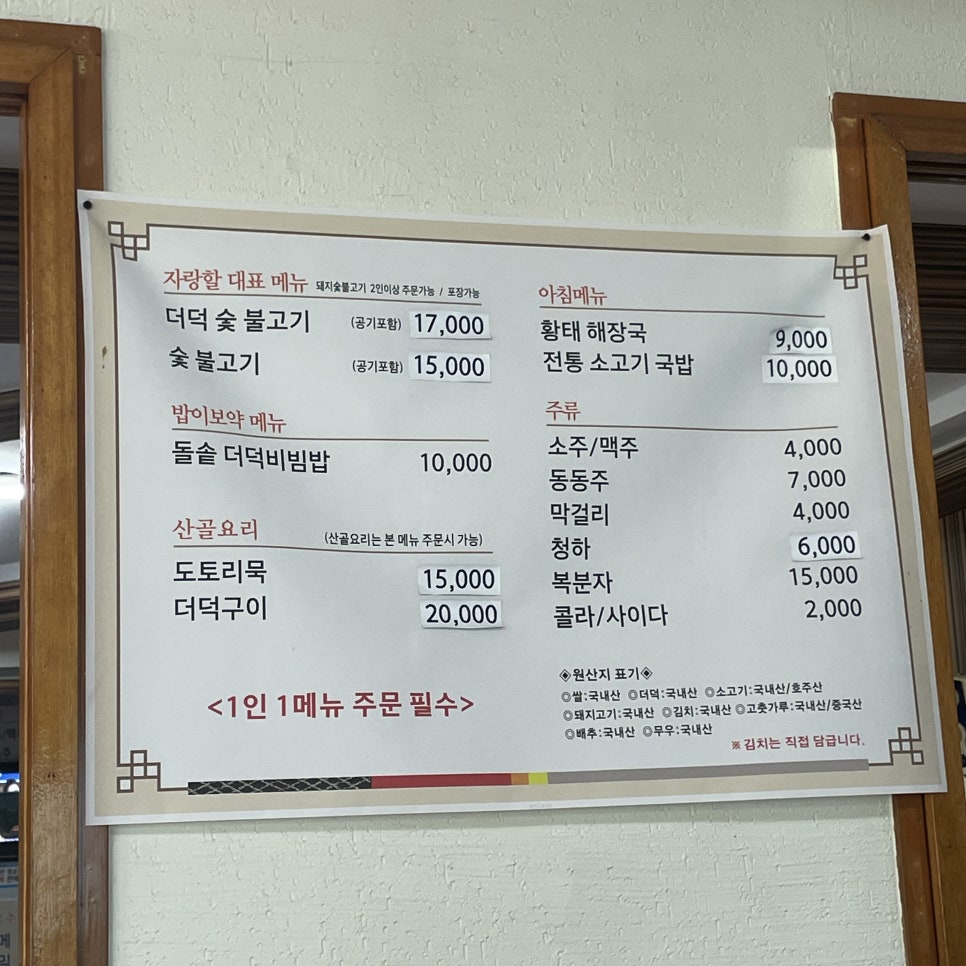 자랑할 대표 메뉴 돼지숯불고기 2인이상 주문가능 / 포장가능
더덕 숯 불고기 (공기포함) 17,000
숯 불고기 (공기포함) 15,000
밥이보약 메뉴
돌솥 더덕비빔밥 10,000
산골요리 (산골요리는 본 메뉴 주문시 가능)
도토리묵 15,000
더덕구이 20,000
<1인 1메뉴 주문 필수>
아침메뉴
황태 해장국 9,000
전통 소고기 국밥 10,000
주류
소주/맥주 4,000
동동주 7,000
막걸리 4,000
청하 6,000
복분자 15,000
콜라/사이다 2,000
◈원산지 표기◈
◎쌀:국내산 ◎더덕:국내산 ◎소고기:국내산/호주산
◎돼지고기:국내산 ◎김치:국내산 ◎고춧가루:국내산/중국산
◎배추:국내산 ◎무우:국내산
※ 김치는 직접 담급니다.